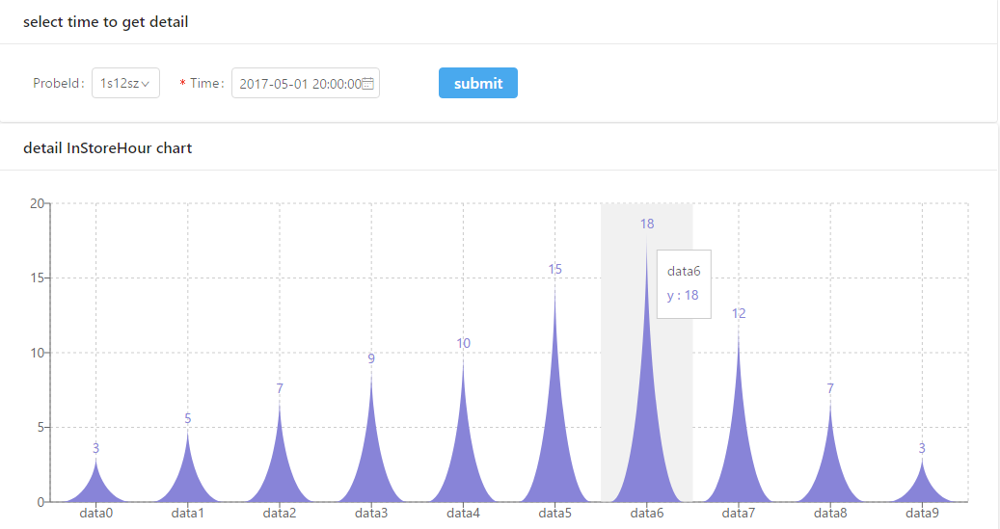 select time to get detail
ProbeId: 1s12sz * Time: 2017-05-01 20:00:00 submit
detail InStoreHour chart
20
18
data6
15
15
y : 18
12
10
10
9
7
7
5
5
3
3
0
data0 data1 data2 data3 data4 data5 data6 data7 data8 data9